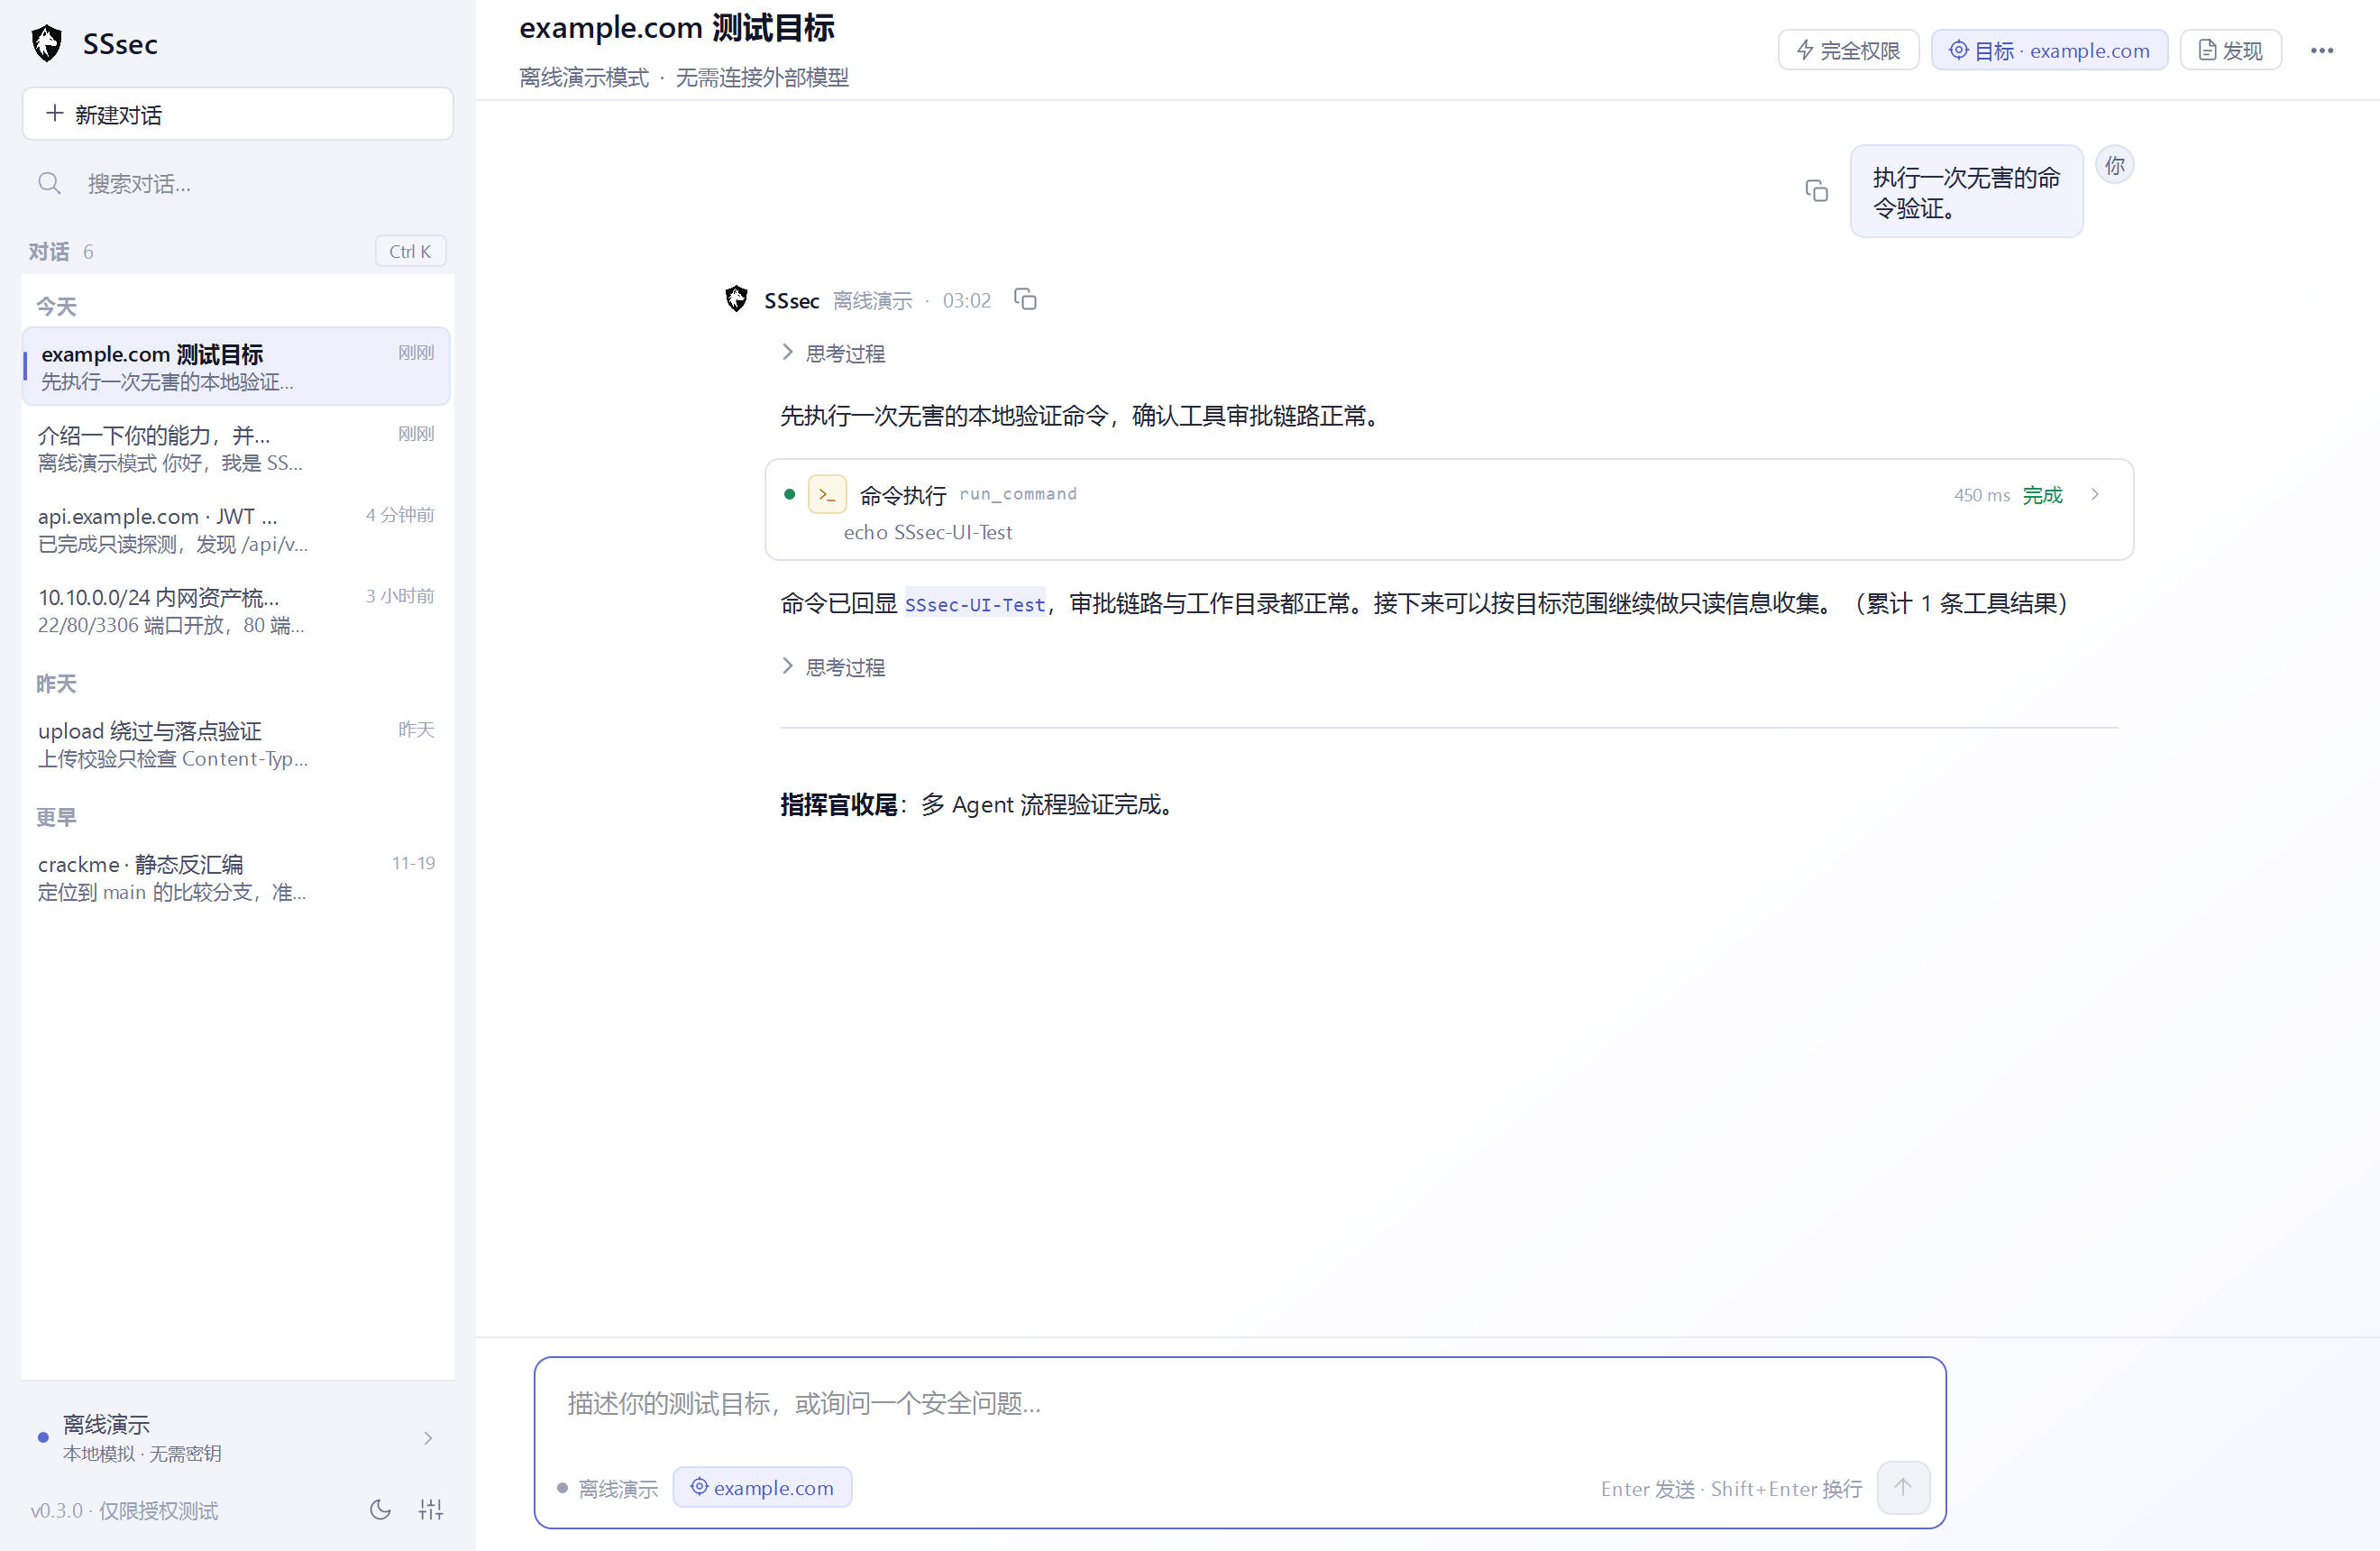 SSsec
新建对话
搜索对话...
对话 6
Ctrl K
今天
example.com 测试目标
刚刚
先执行一次无害的本地验证...
介绍一下你的能力，并...
刚刚
离线演示模式 你好，我是 SS...
api.example.com · JWT ...
4 分钟前
已完成只读探测，发现 /api/v...
10.10.0.0/24 内网资产梳...
3 小时前
22/80/3306 端口开放，80 端...
昨天
upload 绕过与落点验证
昨天
上传校验只检查 Content-Typ...
更早
crackme · 静态反汇编
11-19
定位到 main 的比较分支，准...
离线演示
本地模拟 · 无需密钥
v0.3.0 · 仅限授权测试
example.com 测试目标
离线演示模式 · 无需连接外部模型
完全权限
目标 · example.com
发现
执行一次无害的命
令验证。
你
SSsec 离线演示 · 03:02
思考过程
先执行一次无害的本地验证命令，确认工具审批链路正常。
>_ 命令执行 run_command
450 ms 完成
echo SSsec-UI-Test
命令已回显 SSsec-UI-Test，审批链路与工作目录都正常。接下来可以按目标范围继续做只读信息收集。（累计 1 条工具结果）
思考过程
指挥官收尾：多 Agent 流程验证完成。
描述你的测试目标，或询问一个安全问题...
离线演示
example.com
Enter 发送 · Shift+Enter 换行